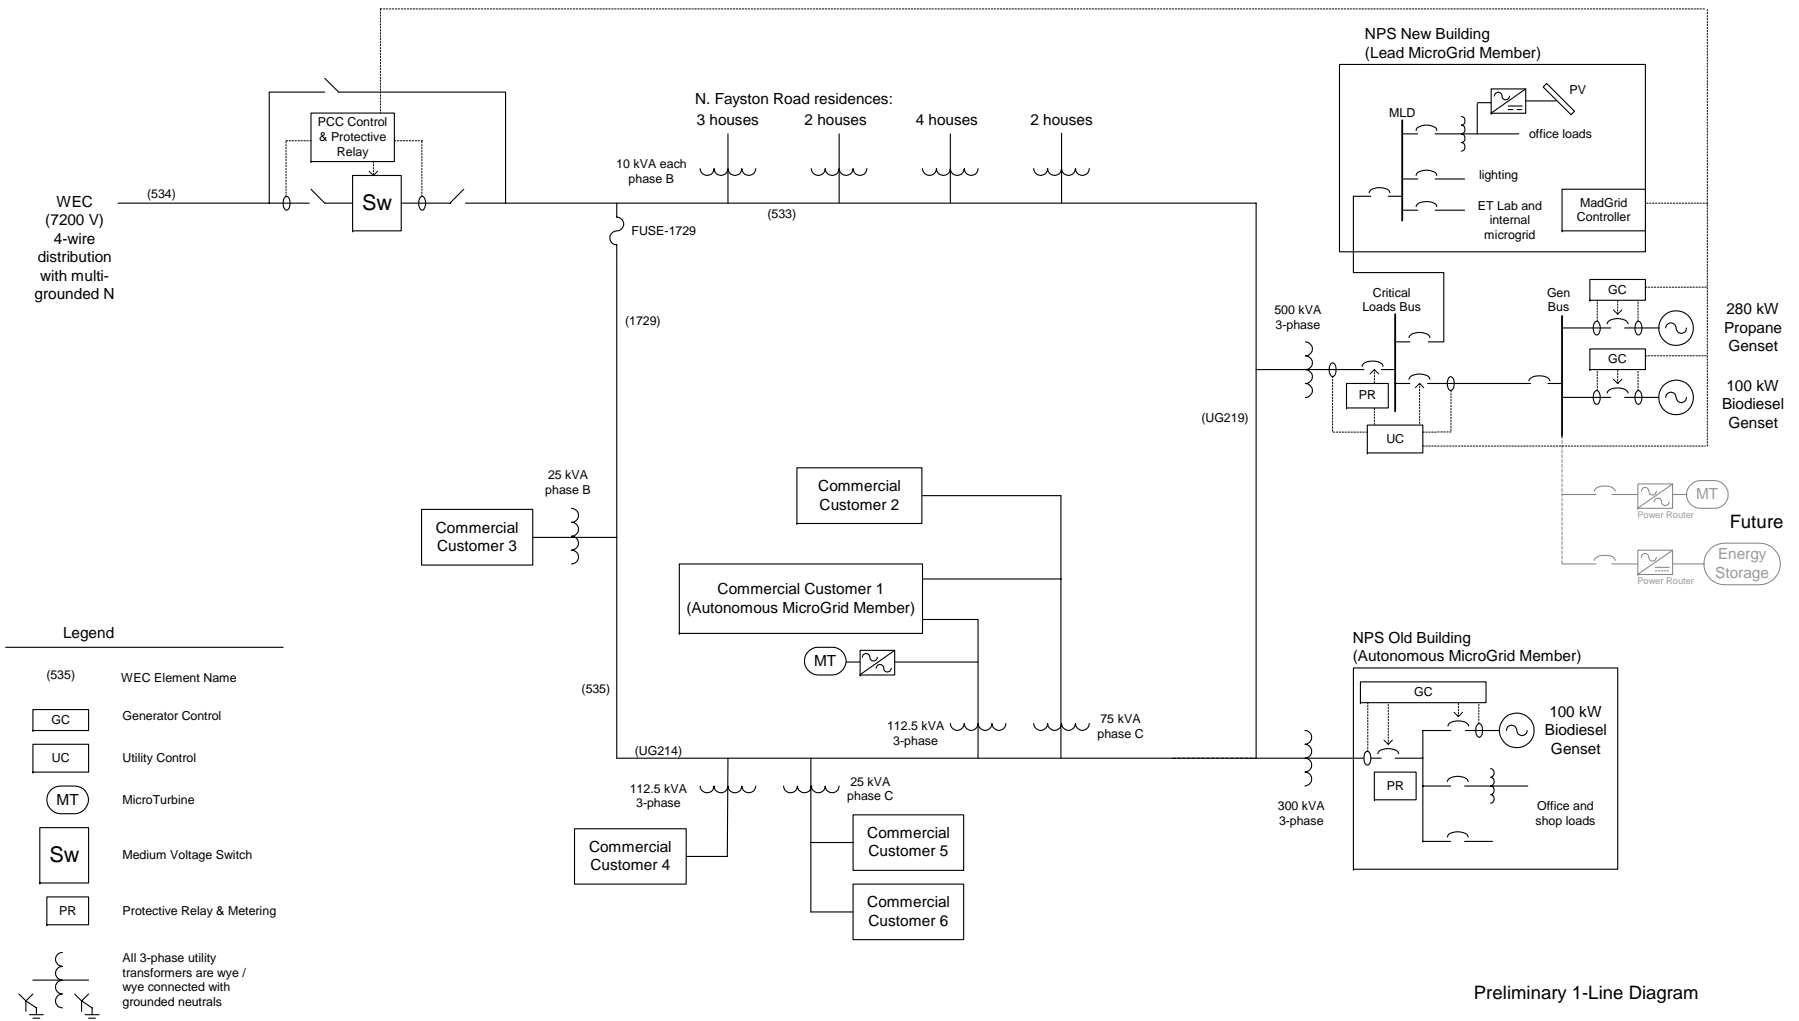 NPS New Building
(Lead MicroGrid Member)
PV
MLD
office loads
lighting
ET Lab and
internal
microgrid
MadGrid
Controller
N. Fayston Road residences:
3 houses
2 houses
4 houses
2 houses
10 kVA each
phase B
PCC Control
& Protective
Relay
Sw
(534)
WEC
(7200 V)
4-wire
distribution
with multi-
grounded N
(533)
FUSE-1729
(1729)
500 kVA
3-phase
Critical
Loads Bus
Gen
Bus
GC
280 kW
Propane
Genset
GC
100 kW
Biodiesel
Genset
PR
UC
(UG219)
MT
Power Router
Future
Energy
Storage
Power Router
25 kVA
phase B
Commercial
Customer 3
Commercial
Customer 2
Commercial Customer 1
(Autonomous MicroGrid Member)
MT
(535)
112.5 kVA
3-phase
75 kVA
phase C
(UG214)
112.5 kVA
3-phase
25 kVA
phase C
Commercial
Customer 4
Commercial
Customer 5
Commercial
Customer 6
300 kVA
3-phase
NPS Old Building
(Autonomous MicroGrid Member)
GC
100 kW
Biodiesel
Genset
PR
Office and
shop loads
Legend
(535)
WEC Element Name
GC
Generator Control
UC
Utility Control
MT
MicroTurbine
Sw
Medium Voltage Switch
PR
Protective Relay & Metering
All 3-phase utility
transformers are wye /
wye connected with
grounded neutrals
Preliminary 1-Line Diagram